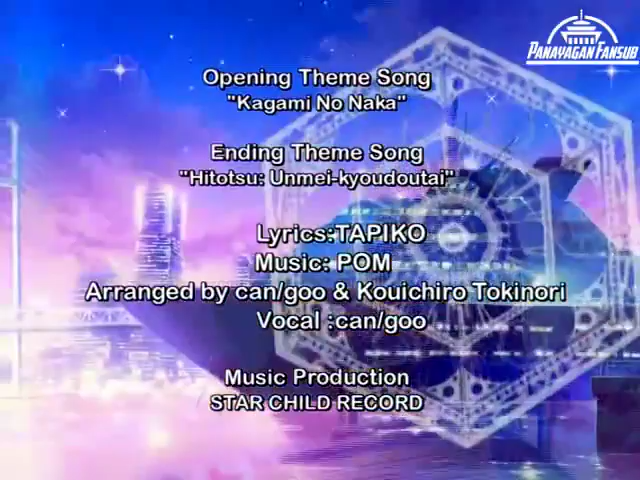 PANAYAGAN FANSUB
Opening Theme Song
"Kagami No Naka"
Ending Theme Song
"Hitotsu: Unmei-kyoudoutai"
Lyrics:TAPIKO
Music: POM
Arranged by can/goo & Kouichiro Tokinori
Vocal :can/goo
Music Production
STAR CHILD RECORD